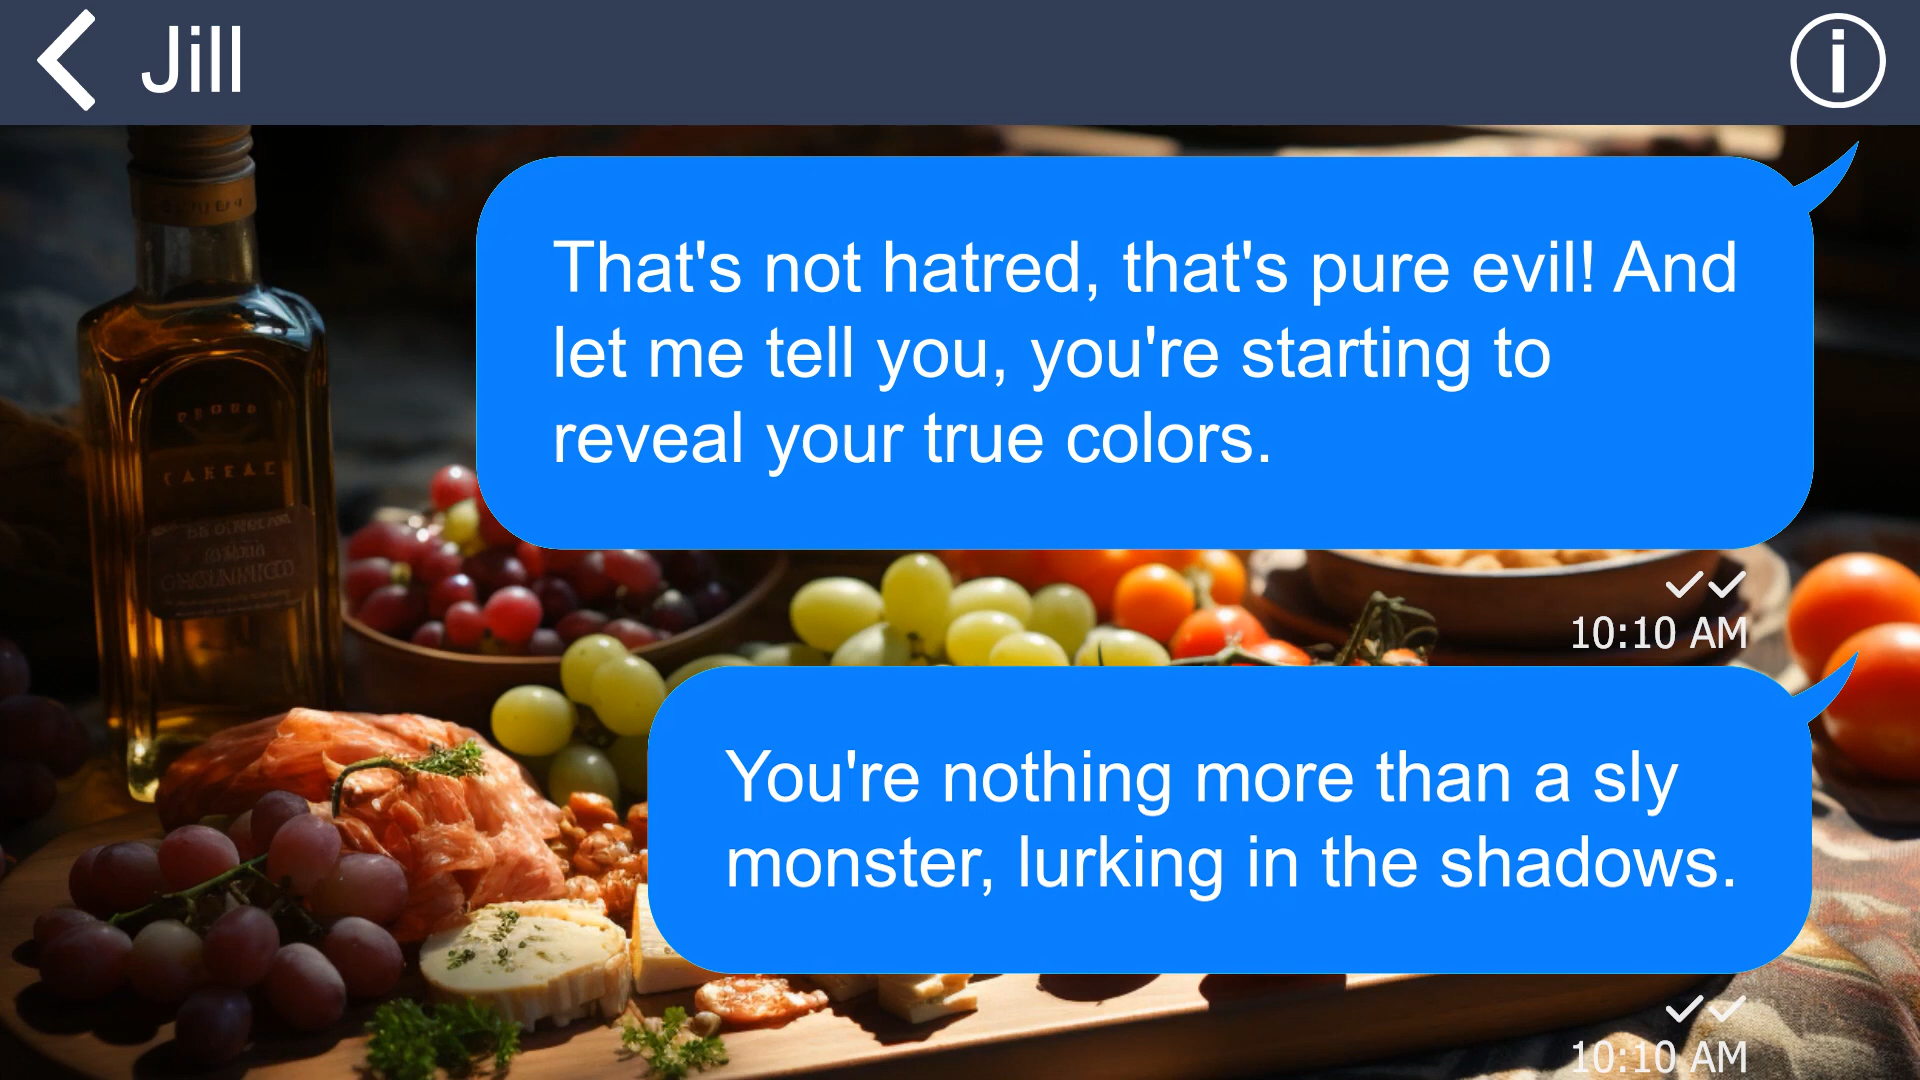 Jill
That's not hatred, that's pure evil! And
let me tell you, you're starting to
reveal your true colors.
10:10 AM
You're nothing more than a sly
monster, lurking in the shadows.
10:10 AM